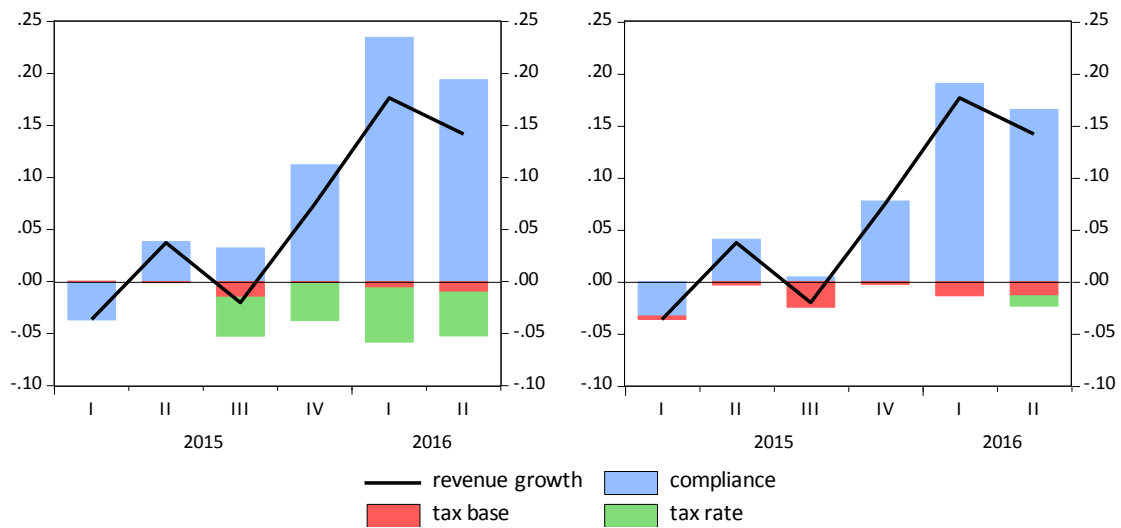 .25 .25 .25 .25
.20 .20 .20 .20
.15 .15 .15 .15
.10 .10 .10 .10
.05 .05 .05 .05
.00 .00 .00 .00
-.05 -.05 -.05 -.05
-.10 -.10 -.10 -.10
I II III IV I II I II III IV I II
2015 2016 2015 2016
revenue growth compliance
tax base tax rate